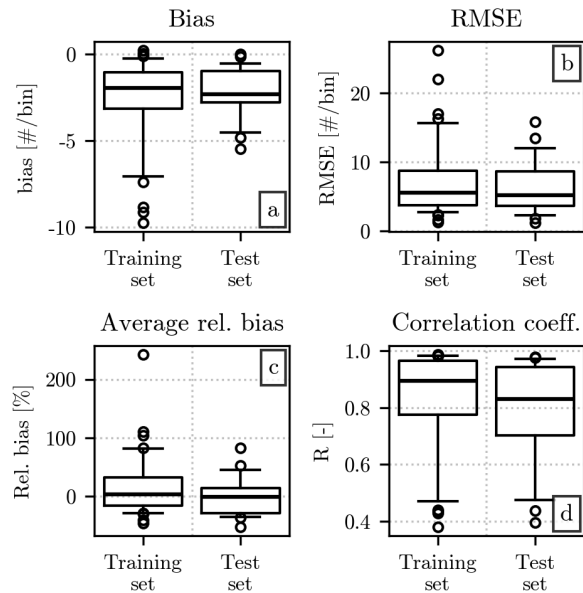 Bias
RMSE
0
-5
-10
bias [#/bin]
a
Training
set
Test
set
20
10
0
RMSE [#/bin]
b
Training
set
Test
set
Average rel. bias
Correlation coeff.
200
100
0
Rel. bias [%]
c
Training
set
Test
set
1.0
0.8
0.6
0.4
R [-]
d
Training
set
Test
set